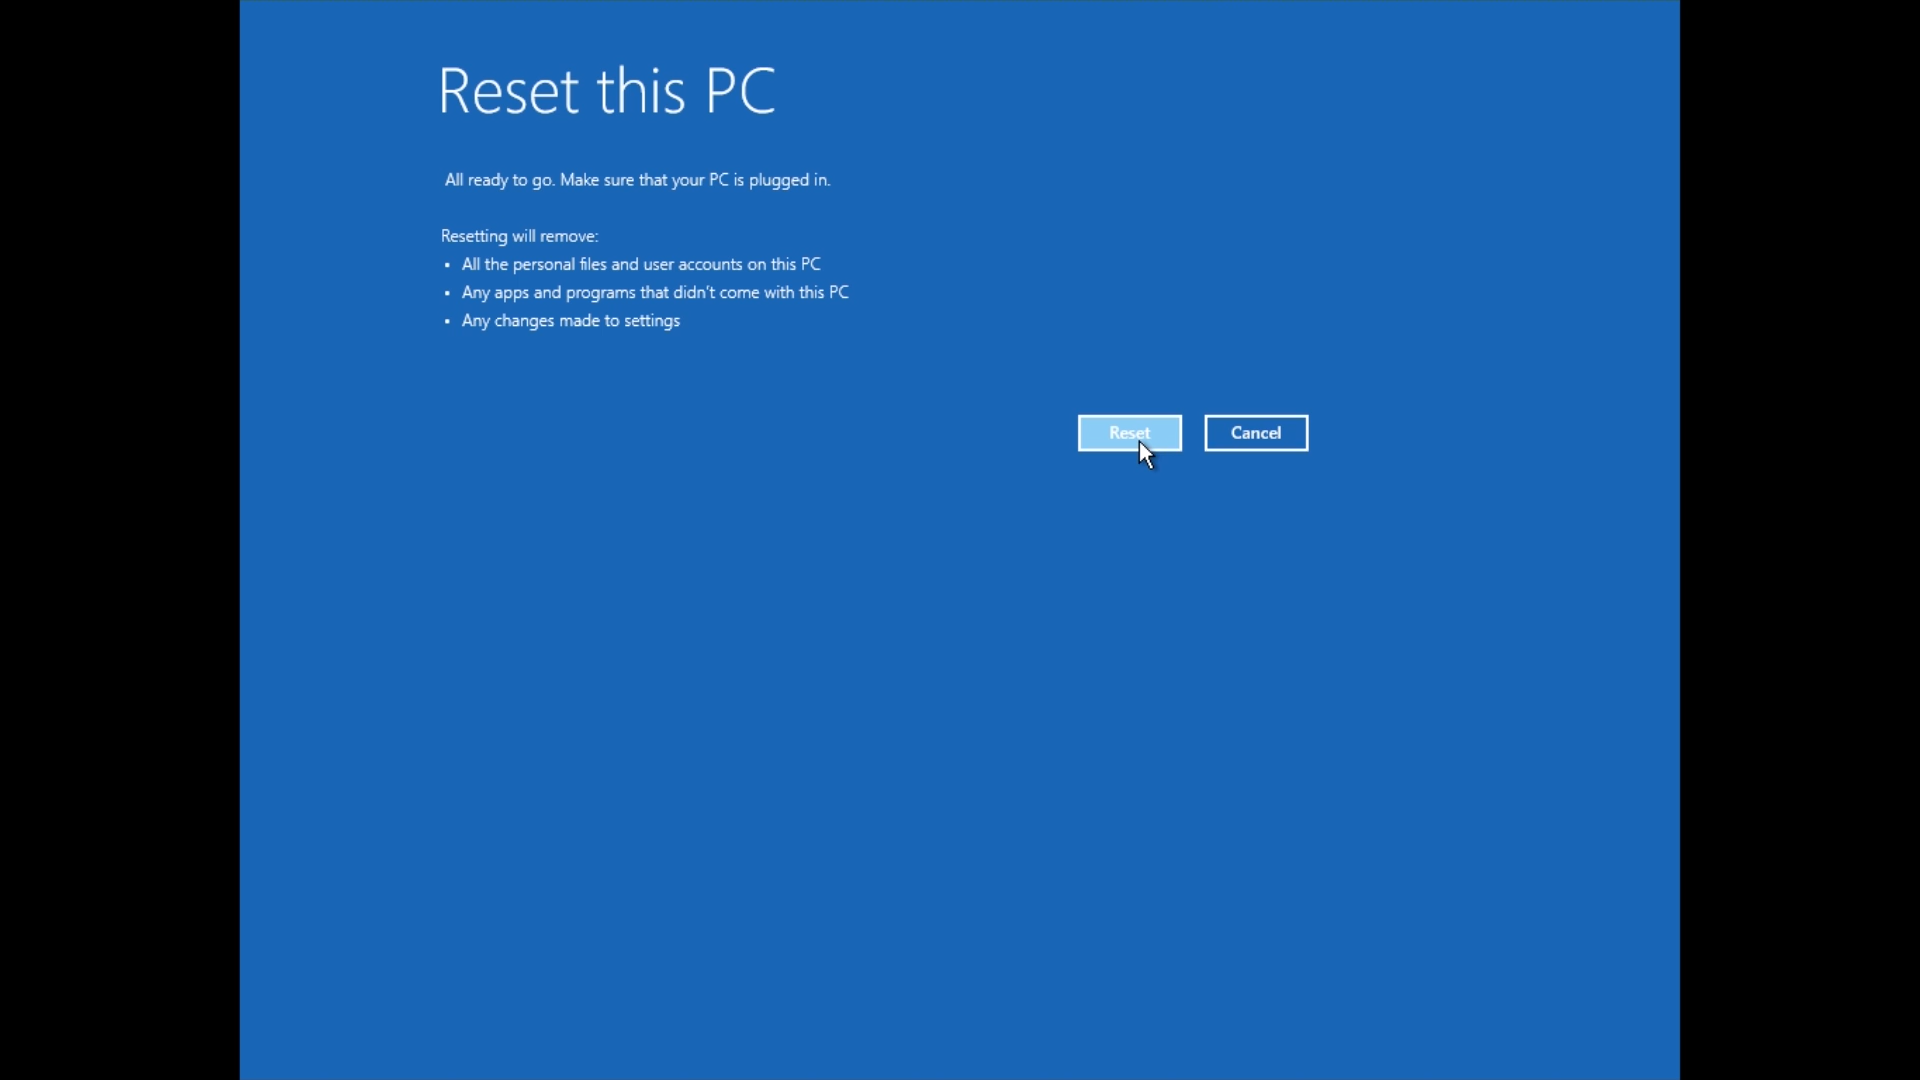 Reset this PC
All ready to go. Make sure that your PC is plugged in.
Resetting will remove:
• All the personal files and user accounts on this PC
• Any apps and programs that didn't come with this PC
• Any changes made to settings
Reset Cancel